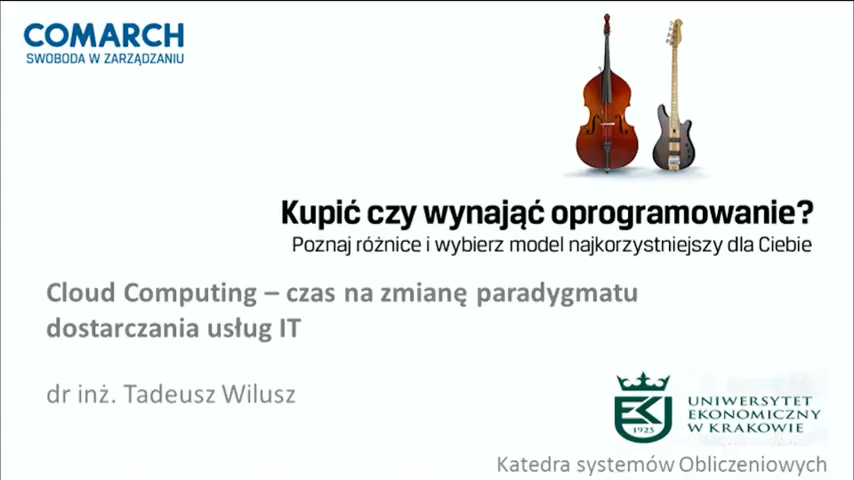 COMARCH
SWOBODA W ZARZĄDZANIU
Kupić czy wynająć oprogramowanie?
Poznaj różnice i wybierz model najkorzystniejszy dla Ciebie
Cloud Computing – czas na zmianę paradygmatu
dostarczania usług IT
dr inż. Tadeusz Wilusz
1925
UNIWERSYTET
EKONOMICZNY
W KRAKOWIE
Katedra systemów Obliczeniowych